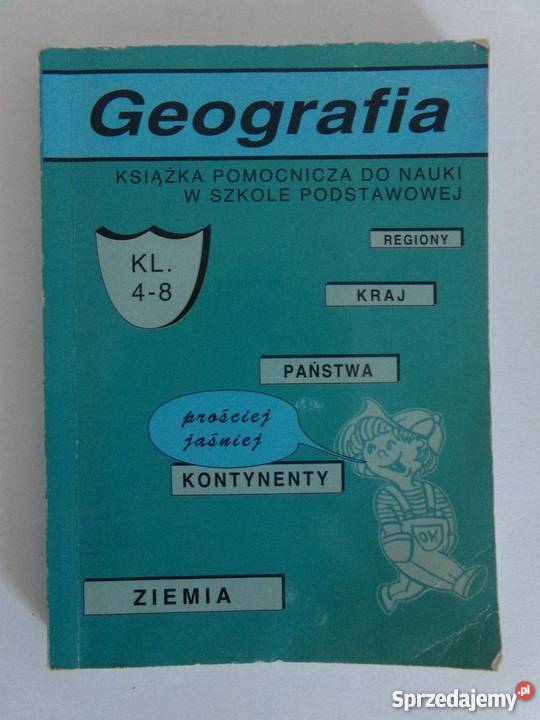 Geografia
KSIĄŻKA POMOCNICZA DO NAUKI
W SZKOLE PODSTAWOWEJ
KL.
4-8
REGIONY
KRAJ
PAŃSTWA
prościej
jaśniej
KONTYNENTY
OK
ZIEMIA
Sprzedajemy.pl